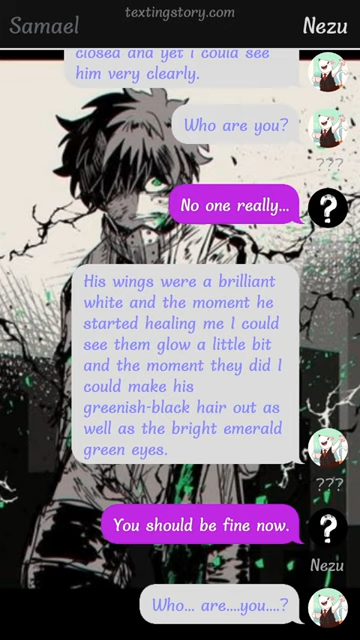 textingstory.com
Samael
Nezu
closed and yet I could see
him very clearly.
Who are you?
???
No one really...
?
His wings were a brilliant
white and the moment he
started healing me I could
see them glow a little bit
and the moment they did I
could make his
greenish-black hair out as
well as the bright emerald
green eyes.
???
You should be fine now.
?
Nezu
Who... are....you....?